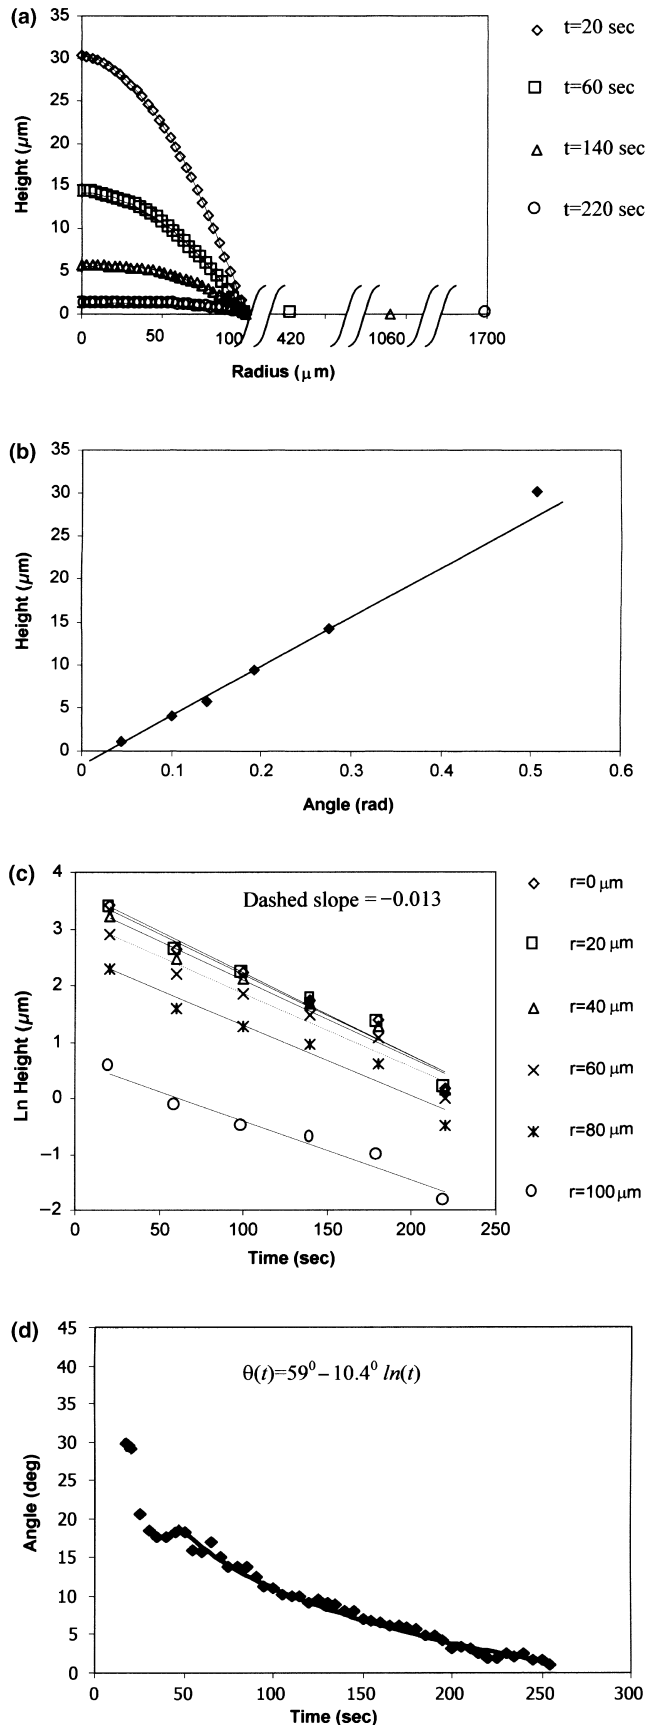 (a)
35
30
25
20
15
10
5
0
Height (μm)
0 50 100 420 1060 1700
Radius (μm)
t=20 sec
t=60 sec
t=140 sec
t=220 sec
(b)
35
30
25
20
15
10
5
0
Height (μm)
0 0.1 0.2 0.3 0.4 0.5 0.6
Angle (rad)
(c)
4
3
2
1
0
−1
−2
Ln Height (μm)
Dashed slope = −0.013
0 50 100 150 200 250
Time (sec)
r=0 μm
r=20 μm
r=40 μm
r=60 μm
r=80 μm
r=100 μm
(d)
45
40
35
30
25
20
15
10
5
0
Angle (deg)
θ(t)=59⁰ – 10.4⁰ ln(t)
0 50 100 150 200 250 300
Time (sec)